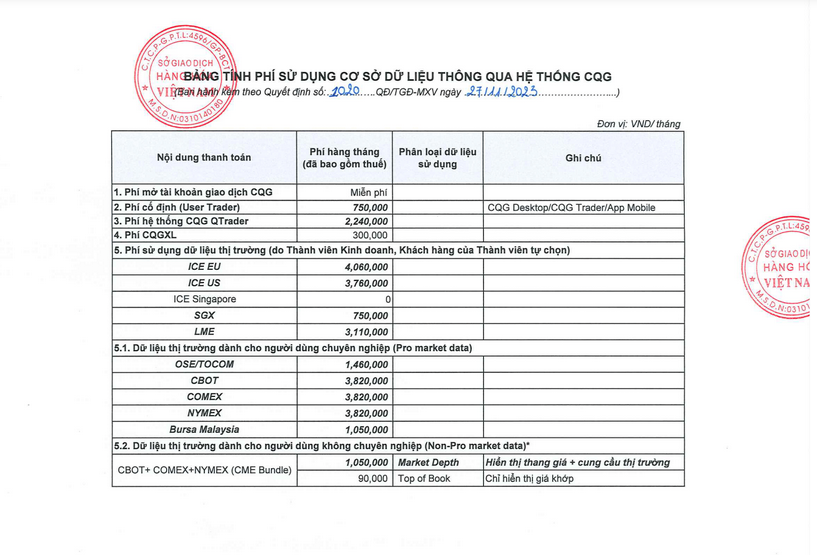 C.T.C.P-G.P.T.L:4596/GP-BCT
SỞ GIAO DỊCH
HÀNG HÓA
VIỆT NAM
M.S.D.N:0310140180
BẢNG TÍNH PHÍ SỬ DỤNG CƠ SỞ DỮ LIỆU THÔNG QUA HỆ THỐNG CQG
(Ban hành kèm theo Quyết định số: 1020 .....QĐ/TGĐ-MXV ngày 27/11/2023........................)
Đơn vị: VND/ tháng
Nội dung thanh toán Phí hàng tháng (đã bao gồm thuế) Phân loại dữ liệu sử dụng Ghi chú
1. Phí mở tài khoản giao dịch CQG Miễn phí
2. Phí cố định (User Trader) 750,000 CQG Desktop/CQG Trader/App Mobile
3. Phí hệ thống CQG QTrader 2,240,000
4. Phí CQGXL 300,000
5. Phí sử dụng dữ liệu thị trường (do Thành viên Kinh doanh, Khách hàng của Thành viên tự chọn)
ICE EU 4,060,000
ICE US 3,760,000
ICE Singapore 0
SGX 750,000
LME 3,110,000
5.1. Dữ liệu thị trường dành cho người dùng chuyên nghiệp (Pro market data)
OSE/TOCOM 1,460,000
CBOT 3,820,000
COMEX 3,820,000
NYMEX 3,820,000
Bursa Malaysia 1,050,000
5.2. Dữ liệu thị trường dành cho người dùng không chuyên nghiệp (Non-Pro market data)*
CBOT+ COMEX+NYMEX (CME Bundle) 1,050,000 Market Depth Hiển thị thang giá + cung cầu thị trường
90,000 Top of Book Chỉ hiển thị giá khớp
C.T.C.P-G.P.T.L:459
SỞ GIAO DỊ
HÀNG HÓ
VIỆT NA
M.S.D.N:03101